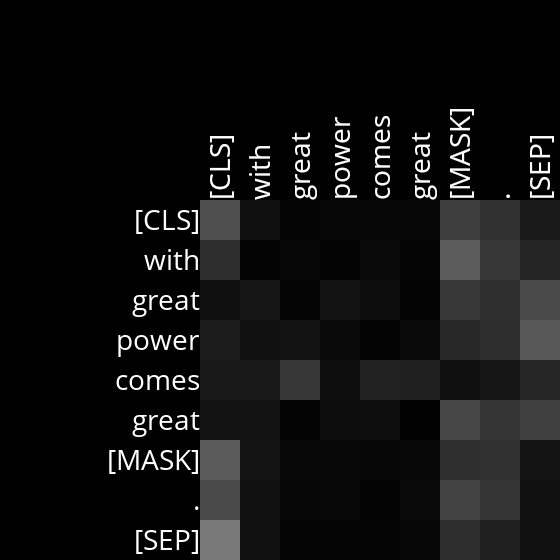 [CLS] with great power comes great [MASK] . [SEP]
[CLS]
with
great
power
comes
great
[MASK]
.
[SEP]